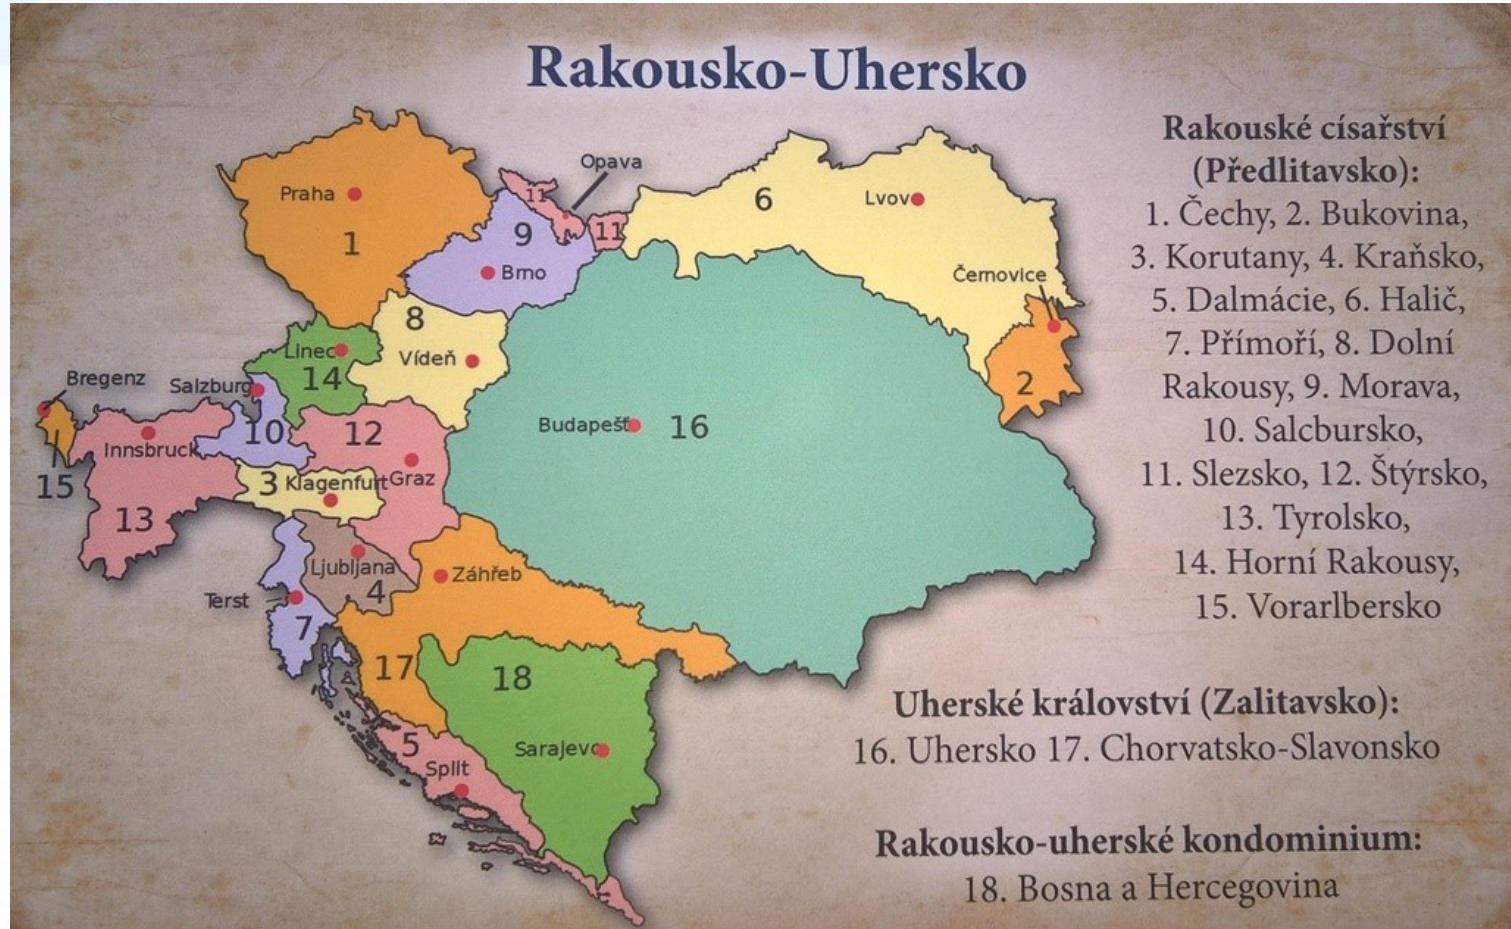 Rakousko-Uhersko
Rakouské císařství
(Předlitavsko):
1. Čechy, 2. Bukovina,
3. Korutany, 4. Kraňsko,
5. Dalmácie, 6. Halič,
7. Přímoří, 8. Dolní
Rakousy, 9. Morava,
10. Salcbursko,
11. Slezsko, 12. Štýrsko,
13. Tyrolsko,
14. Horní Rakousy,
15. Vorarlbersko
Uherské království (Zalitavsko):
16. Uhersko 17. Chorvatsko-Slavonsko
Rakousko-uherské kondominium:
18. Bosna a Hercegovina
Opava
Praha
11
6
Lvov
1
9
11
Brno
Černovice
8
Linec
Vídeň
14
2
Bregenz
Salzburg
Budapešť
16
Innsbruck
10
12
15
3
Klagenfurt
Graz
13
Ljubljana
Záhřeb
4
Terst
7
17
18
5
Sarajevo
Split